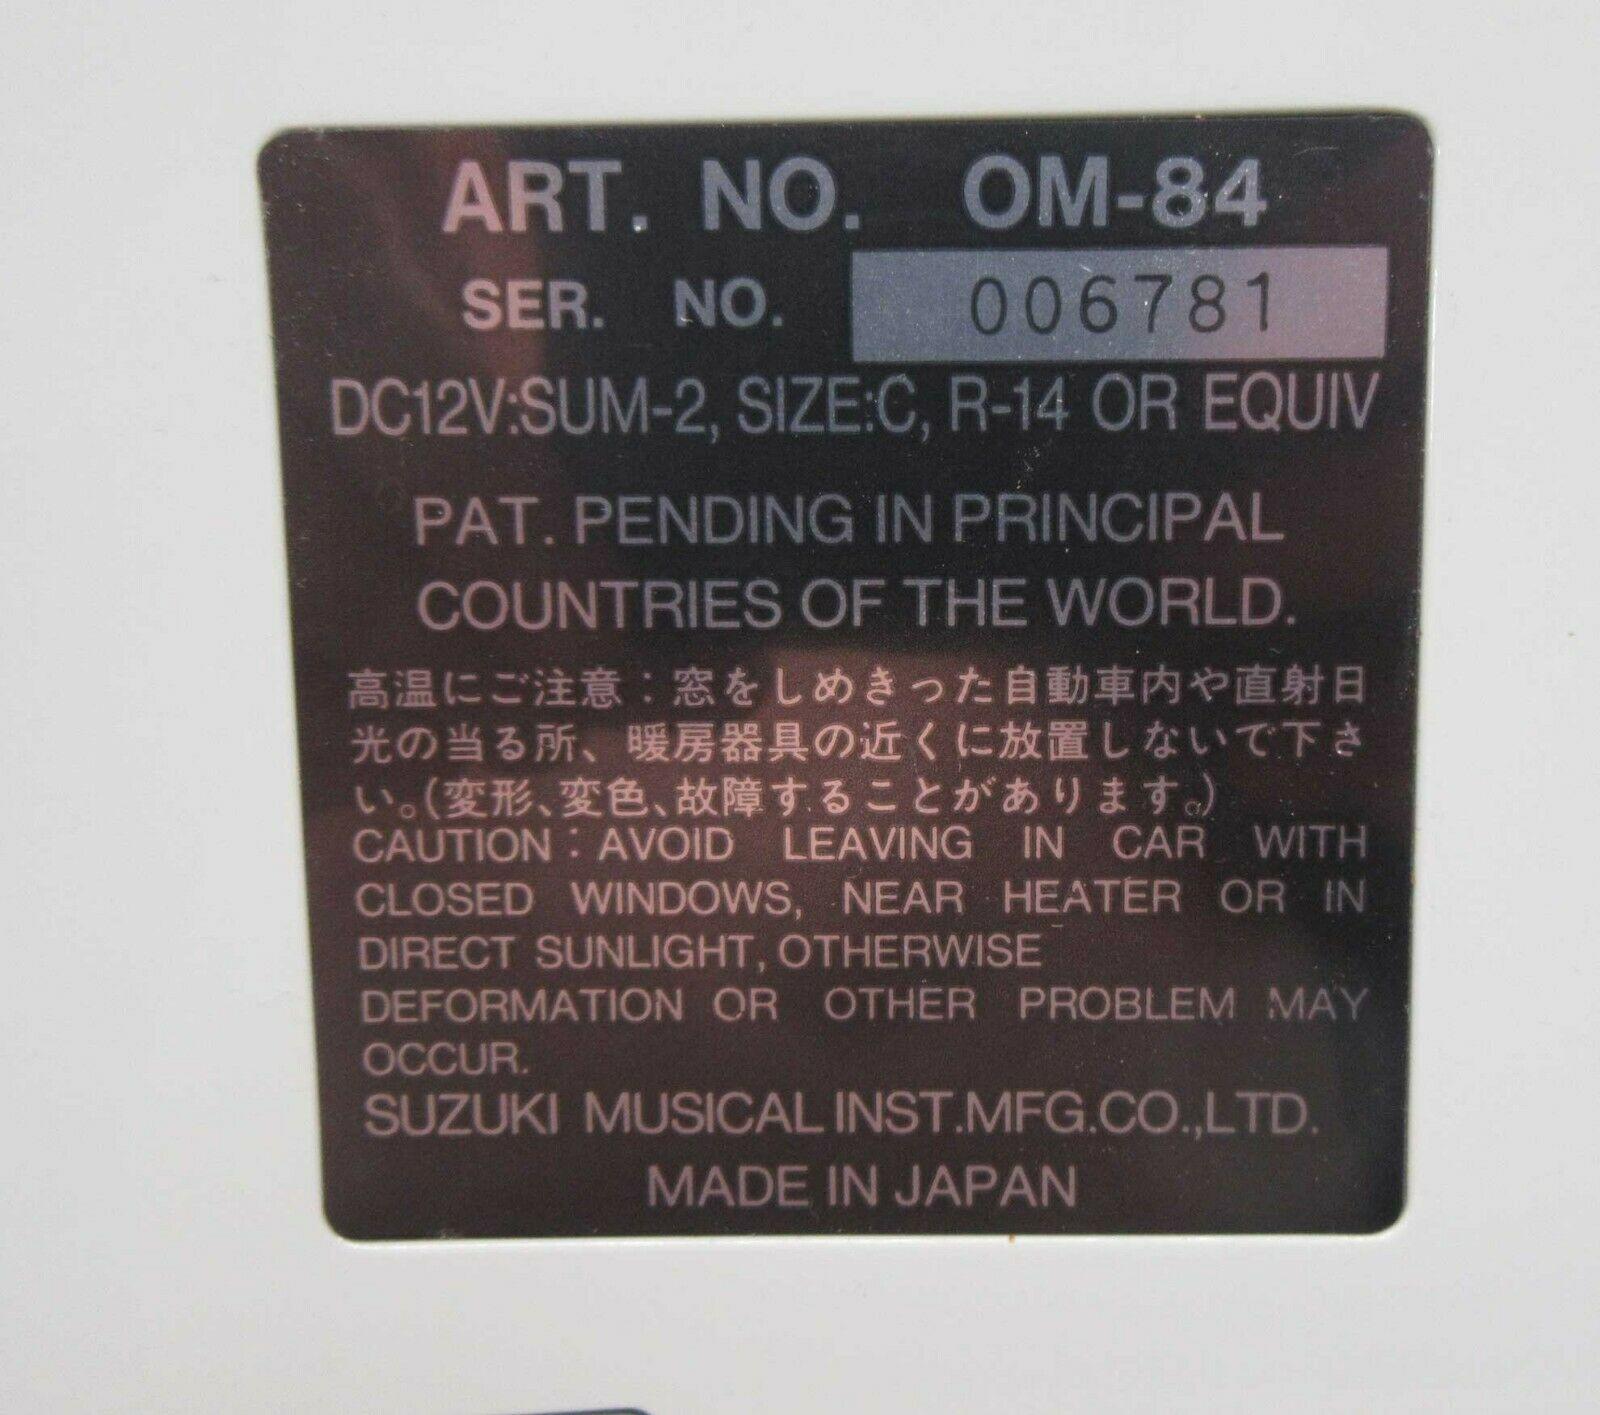 ART. NO. OM-84
SER. NO. 006781
DC12V:SUM-2, SIZE:C, R-14 OR EQUIV
PAT. PENDING IN PRINCIPAL
COUNTRIES OF THE WORLD.
高温にご注意：窓をしめきった自動車内や直射日
光の当る所、暖房器具の近くに放置しないで下さ
い。(変形、変色、故障することがあります。)
CAUTION : AVOID LEAVING IN CAR WITH
CLOSED WINDOWS, NEAR HEATER OR IN
DIRECT SUNLIGHT, OTHERWISE
DEFORMATION OR OTHER PROBLEM MAY
OCCUR.
SUZUKI MUSICAL INST.MFG.CO.,LTD.
MADE IN JAPAN